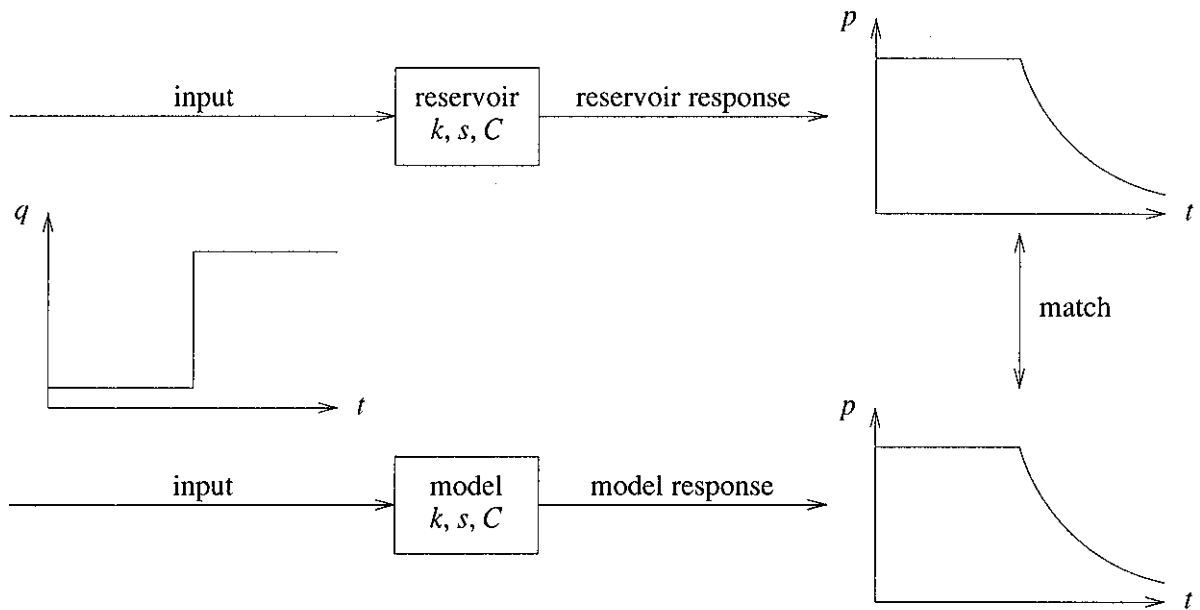 p
input
reservoir
k, s, C
reservoir response
t
q
match
t
p
input
model
k, s, C
model response
t